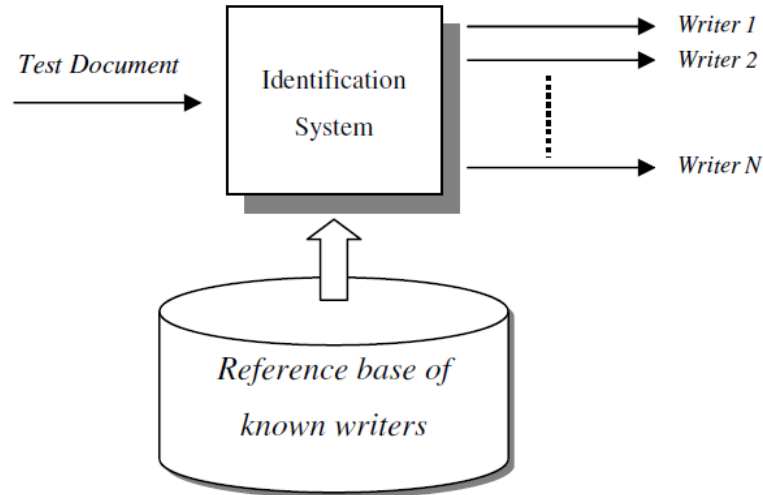 Writer 1
Test Document
Writer 2
Identification
System
Writer N
Reference base of
known writers